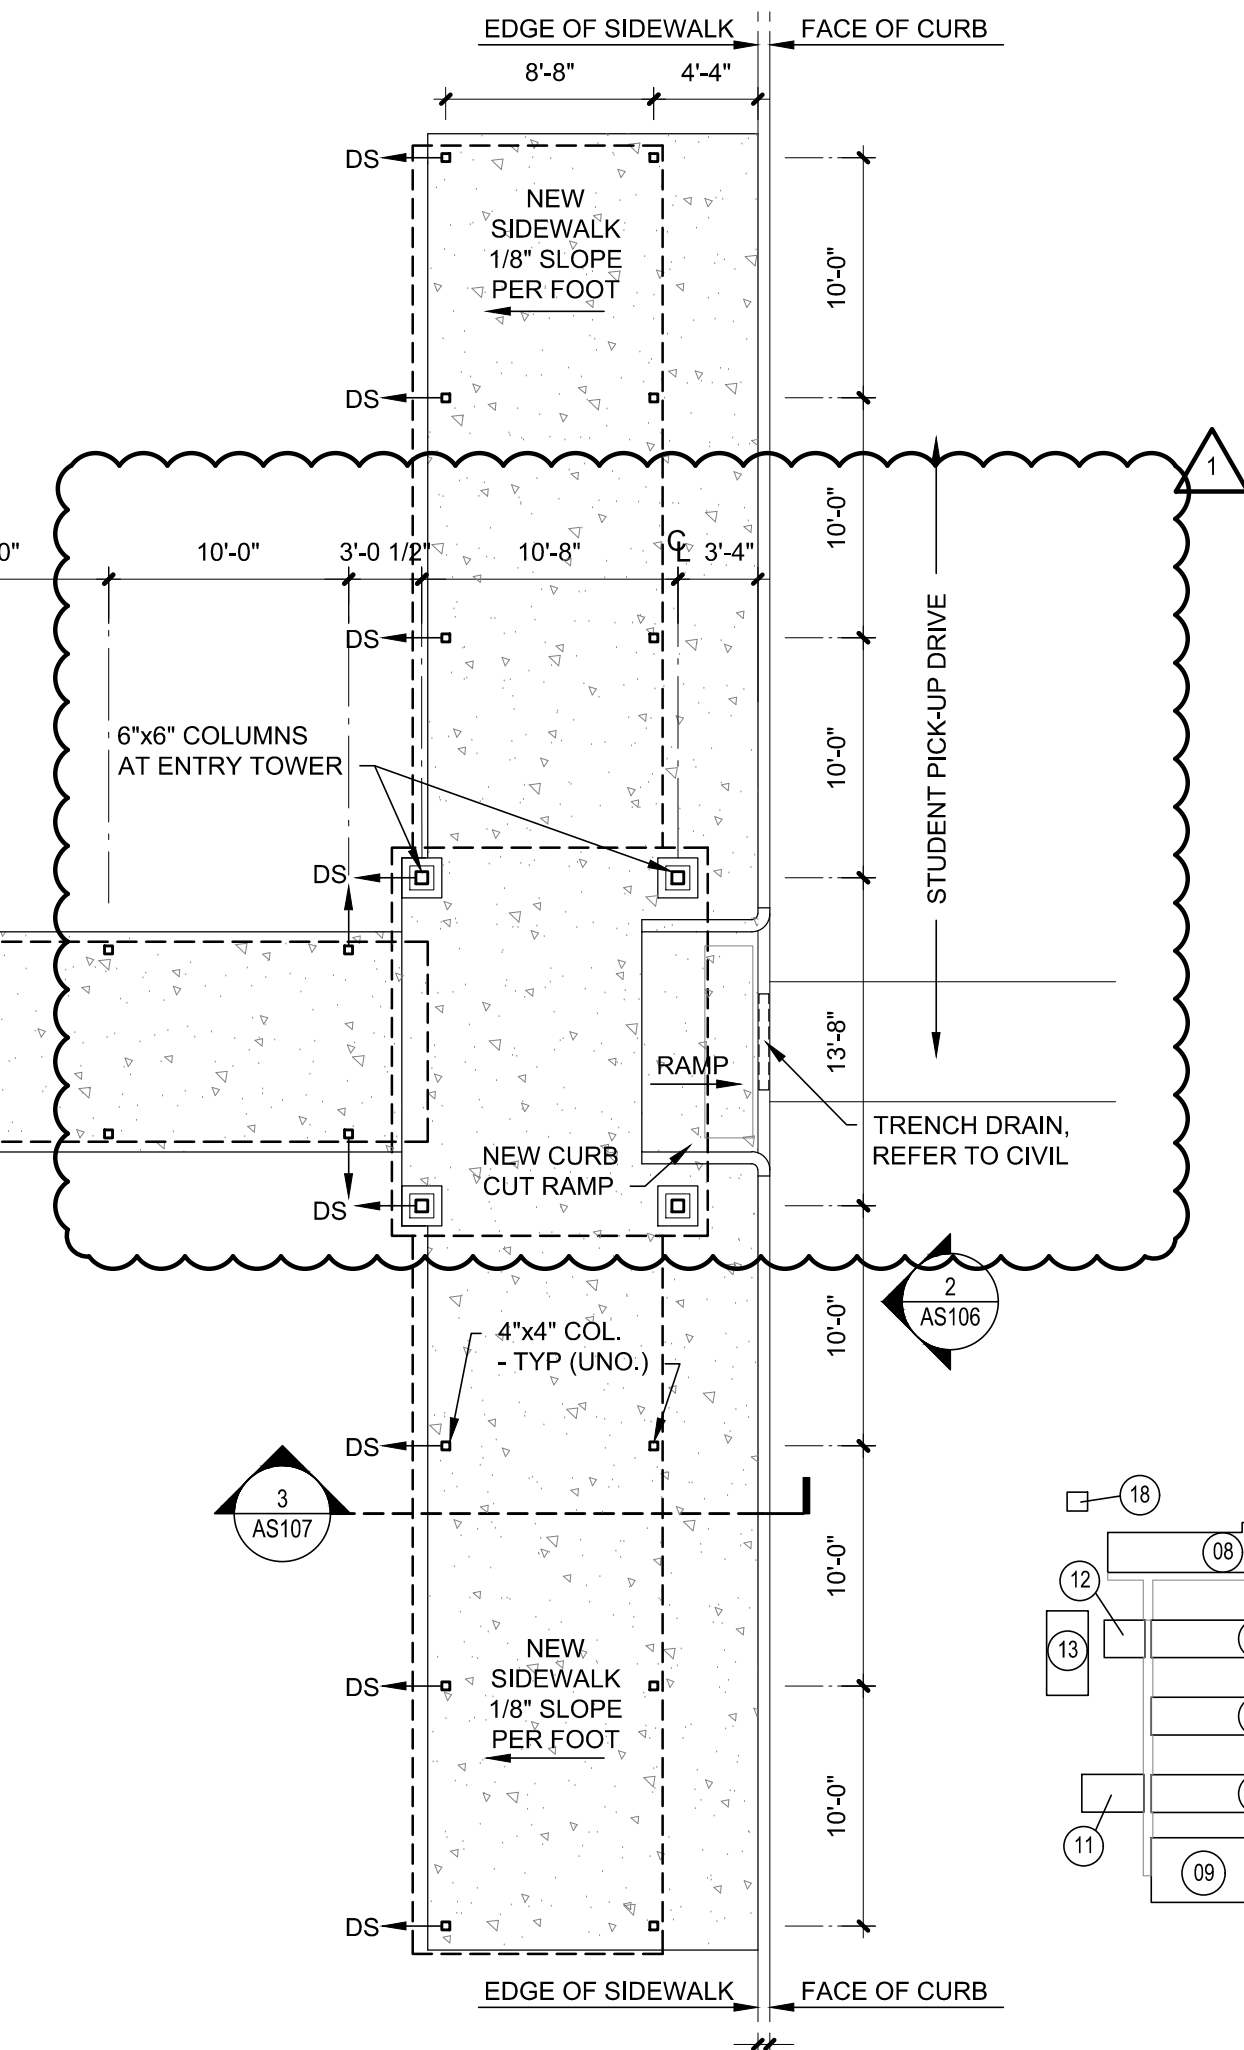 EDGE OF SIDEWALK
FACE OF CURB
8'-8"
4'-4"
DS
NEW
SIDEWALK
1/8" SLOPE
PER FOOT
10'-0"
DS
1
10'-0"
0"
10'-0"
3'-0 1/2"
10'-8"
CL
3'-4"
DS
STUDENT PICK-UP DRIVE
6"x6" COLUMNS
AT ENTRY TOWER
10'-0"
DS
13'-8"
RAMP
TRENCH DRAIN,
REFER TO CIVIL
NEW CURB
CUT RAMP
DS
2
AS106
10'-0"
4"x4" COL.
- TYP (UNO.)
DS
3
AS107
18
08
10'-0"
12
13
NEW
SIDEWALK
1/8" SLOPE
PER FOOT
DS
10'-0"
11
09
DS
EDGE OF SIDEWALK
FACE OF CURB